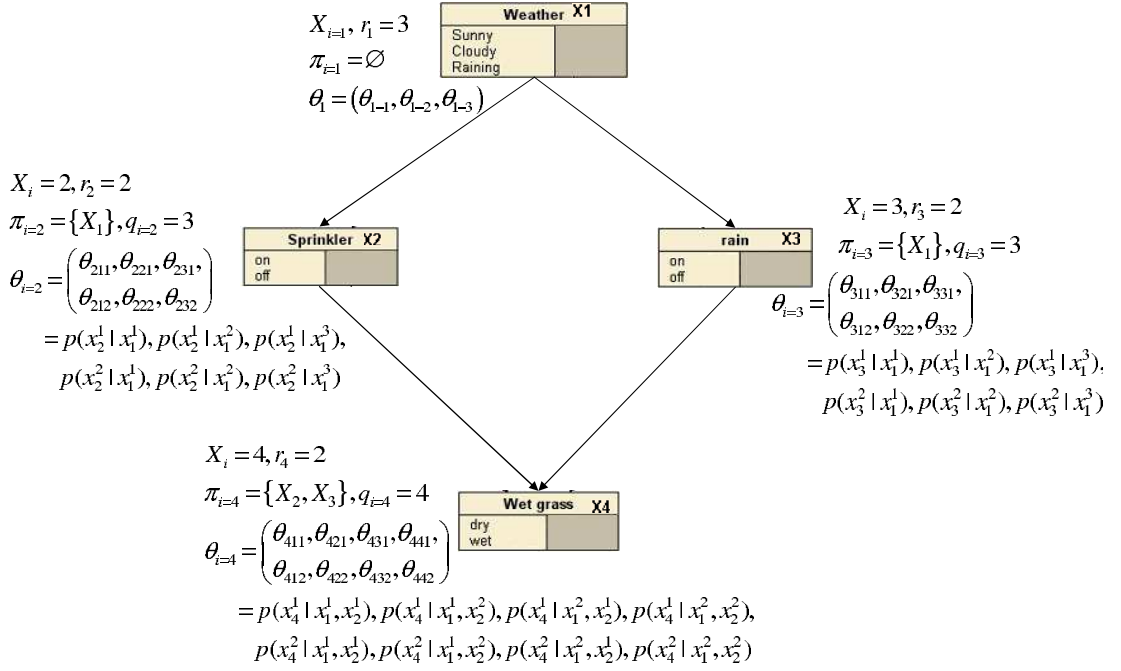 Weather X1
Sunny
Cloudy
Raining
X_{i=1}, r_1 = 3
π_{i=1} = ∅
θ_1 = (θ_{1–1}, θ_{1–2}, θ_{1–3})
X_i = 2, r_2 = 2
π_{i=2} = {X_1}, q_{i=2} = 3
θ_{i=2} = (θ_{211}, θ_{221}, θ_{231},
θ_{212}, θ_{222}, θ_{232})
= p(x_2^1 | x_1^1), p(x_2^1 | x_1^2), p(x_2^1 | x_1^3),
p(x_2^2 | x_1^1), p(x_2^2 | x_1^2), p(x_2^2 | x_1^3)
Sprinkler X2
on
off
rain X3
on
off
X_i = 3, r_3 = 2
π_{i=3} = {X_1}, q_{i=3} = 3
θ_{i=3} = (θ_{311}, θ_{321}, θ_{331},
θ_{312}, θ_{322}, θ_{332})
= p(x_3^1 | x_1^1), p(x_3^1 | x_1^2), p(x_3^1 | x_1^3),
p(x_3^2 | x_1^1), p(x_3^2 | x_1^2), p(x_3^2 | x_1^3)
X_i = 4, r_4 = 2
π_{i=4} = {X_2, X_3}, q_{i=4} = 4
θ_{i=4} = (θ_{411}, θ_{421}, θ_{431}, θ_{441},
θ_{412}, θ_{422}, θ_{432}, θ_{442})
= p(x_4^1 | x_1^1, x_2^1), p(x_4^1 | x_1^1, x_2^2), p(x_4^1 | x_1^2, x_2^1), p(x_4^1 | x_1^2, x_2^2),
p(x_4^2 | x_1^1, x_2^1), p(x_4^2 | x_1^1, x_2^2), p(x_4^2 | x_1^2, x_2^1), p(x_4^2 | x_1^2, x_2^2)
Wet grass X4
dry
wet